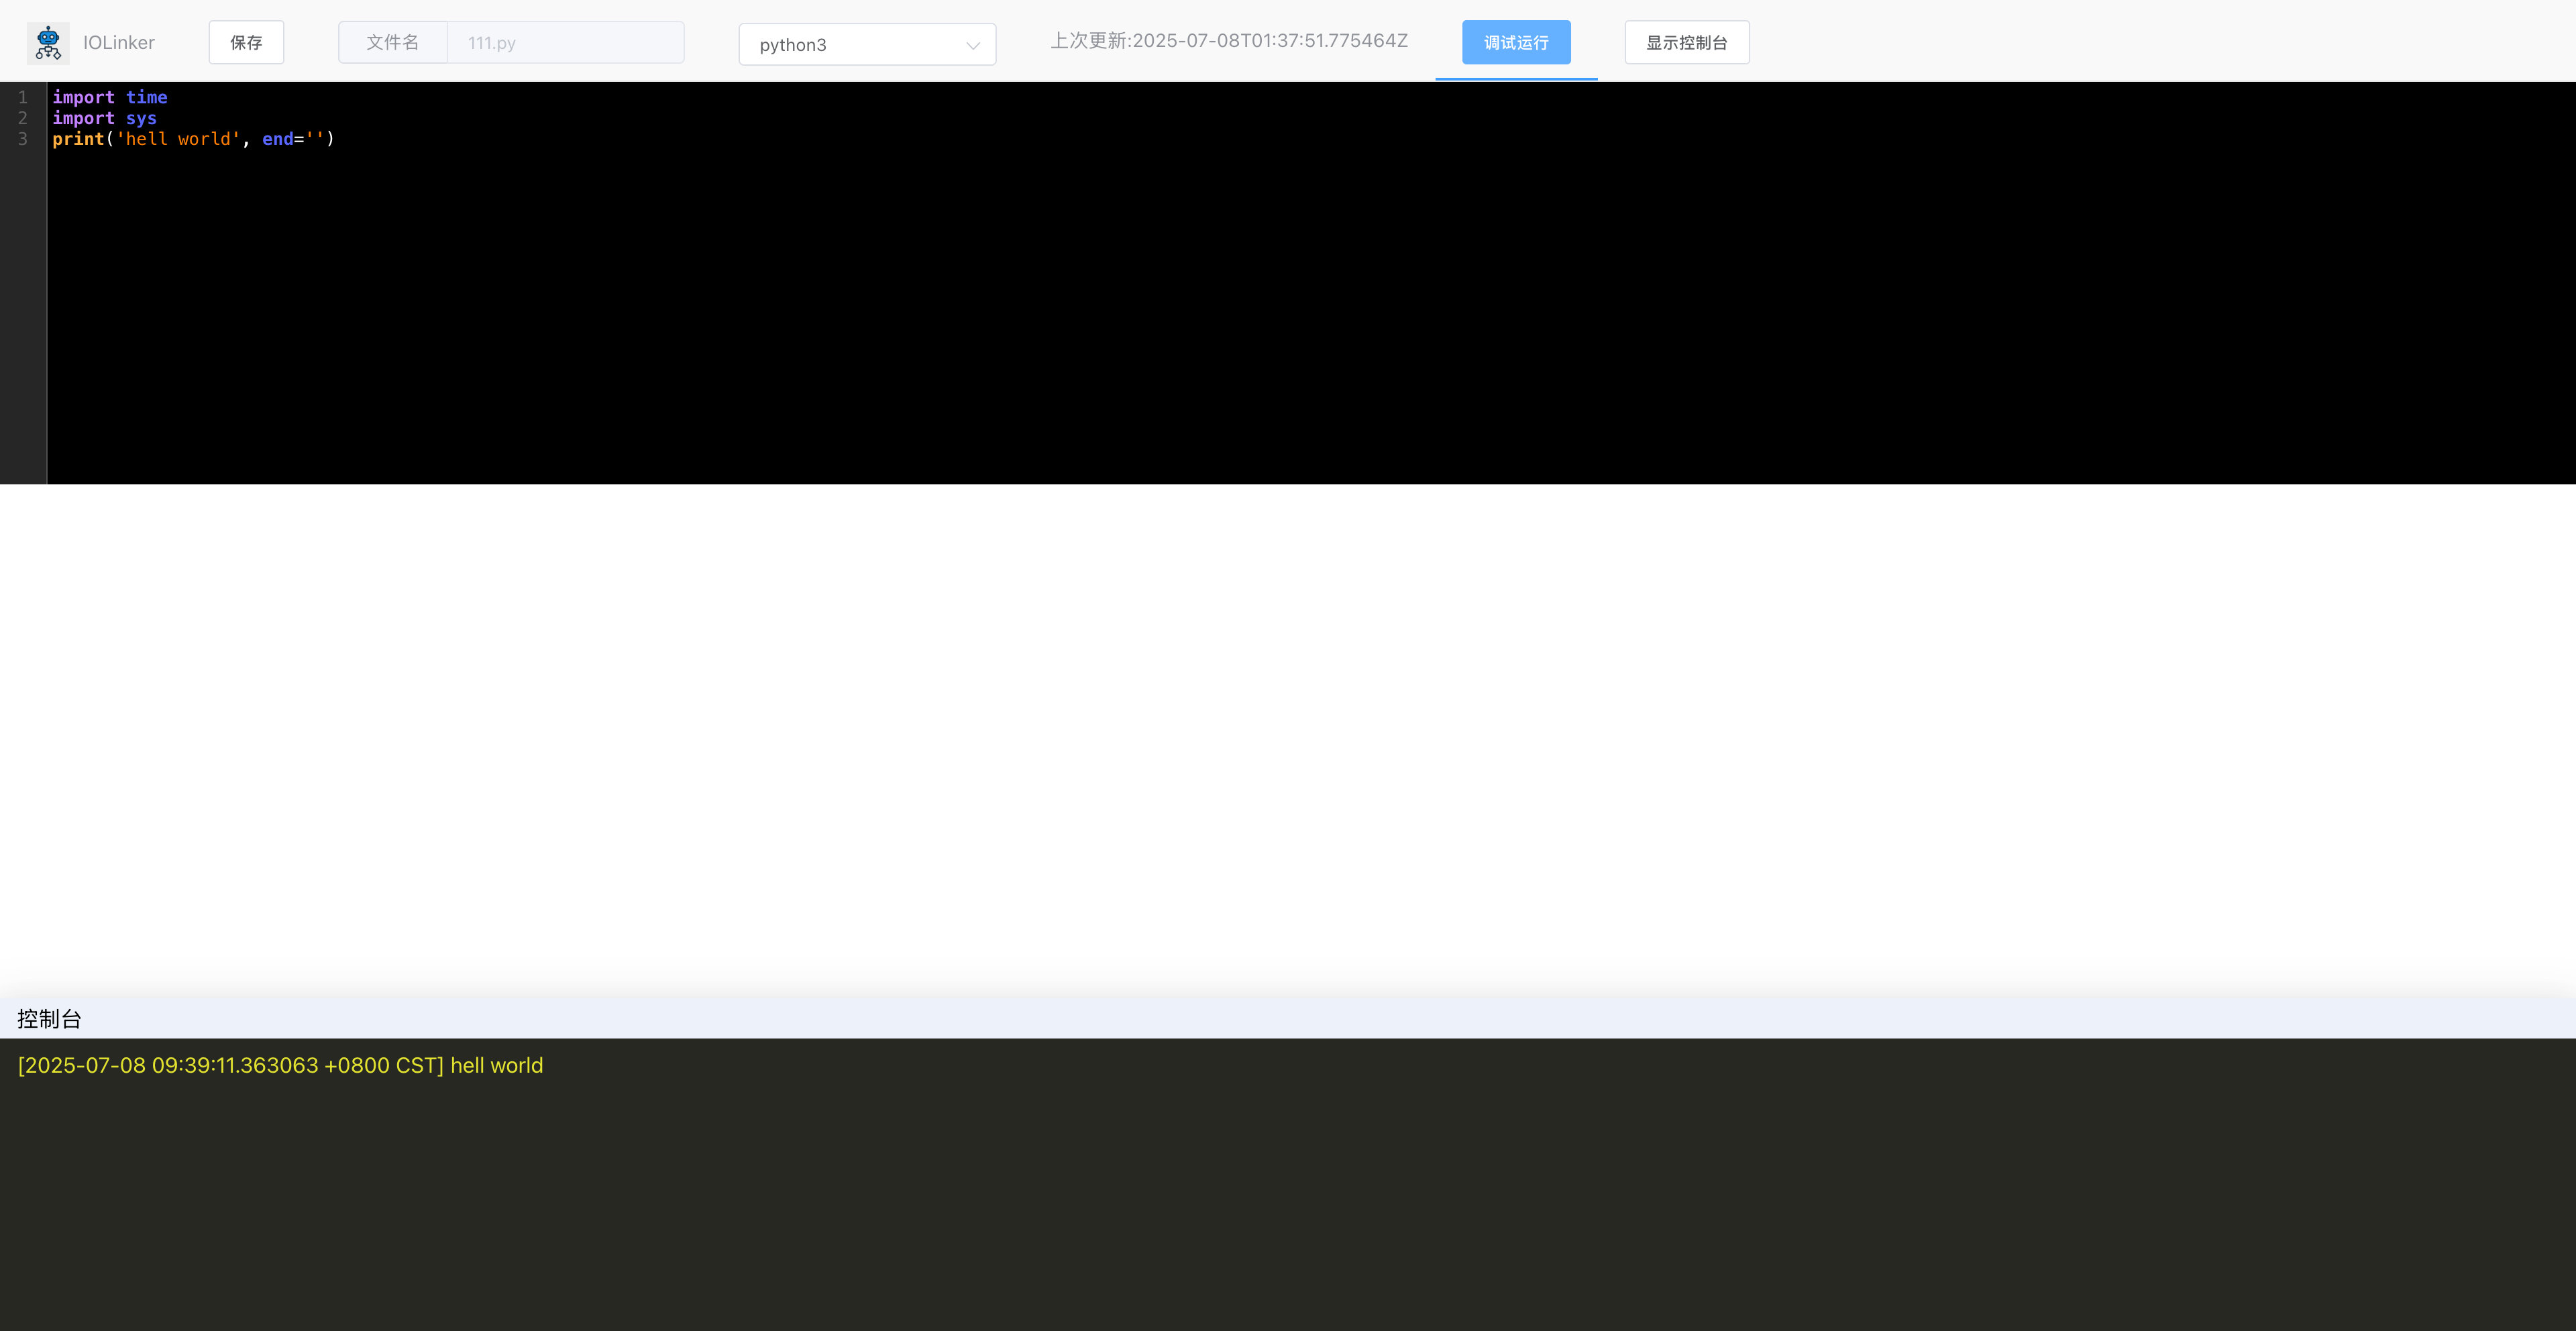 IOLinker 保存 文件名 111.py python3 上次更新:2025-07-08T01:37:51.775464Z 调试运行 显示控制台
1 import time
2 import sys
3 print('hell world', end='')
控制台
[2025-07-08 09:39:11.363063 +0800 CST] hell world